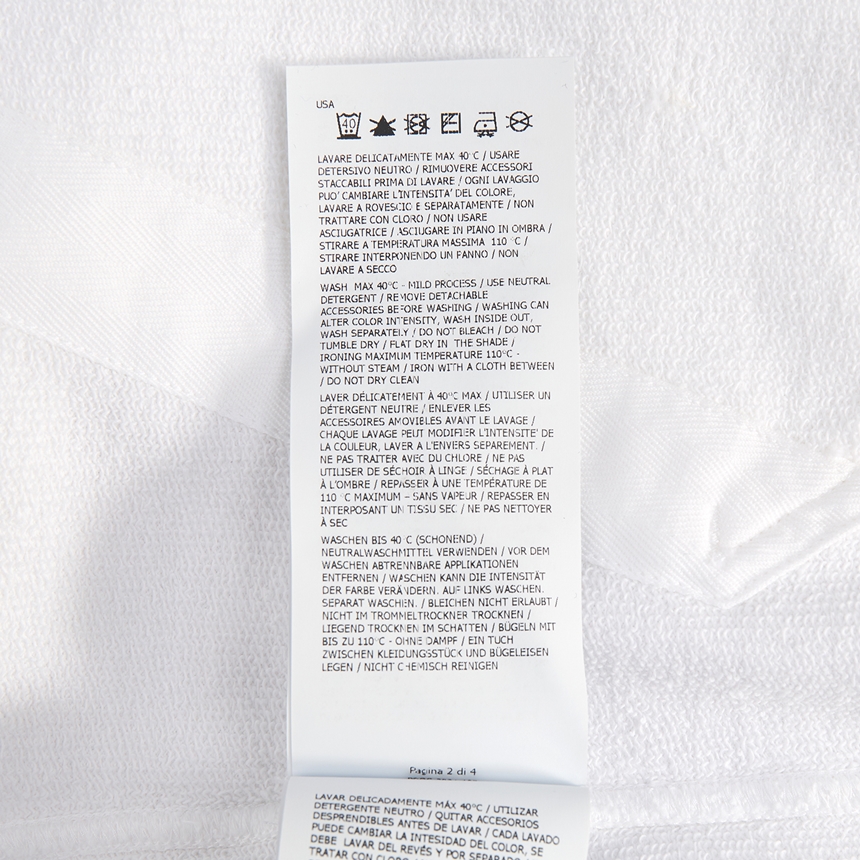 USA
40
LAVARE DELICATAMENTE MAX 40°C / USARE
DETERSIVO NEUTRO / RIMUOVERE ACCESSORI
STACCABILI PRIMA DI LAVARE / OGNI LAVAGGIO
PUO' CAMBIARE L'INTENSITA' DEL COLORE,
LAVARE A ROVESCIO E SEPARATAMENTE / NON
TRATTARE CON CLORO / NON USARE
ASCIUGATRICE / ASCIUGARE IN PIANO IN OMBRA /
STIRARE A TEMPERATURA MASSIMA 110 °C /
STIRARE INTERPONENDO UN PANNO / NON
LAVARE A SECCO
WASH MAX 40°C - MILD PROCESS / USE NEUTRAL
DETERGENT / REMOVE DETACHABLE
ACCESSORIES BEFORE WASHING / WASHING CAN
ALTER COLOR INTENSITY, WASH INSIDE OUT,
WASH SEPARATELY / DO NOT BLEACH / DO NOT
TUMBLE DRY / FLAT DRY IN THE SHADE /
IRONING MAXIMUM TEMPERATURE 110°C -
WITHOUT STEAM / IRON WITH A CLOTH BETWEEN
/ DO NOT DRY CLEAN
LAVER DÉLICATEMENT À 40°C MAX / UTILISER UN
DÉTERGENT NEUTRE / ENLEVER LES
ACCESSOIRES AMOVIBLES AVANT LE LAVAGE /
CHAQUE LAVAGE PEUT MODIFIER L'INTENSITE' DE
LA COULEUR, LAVER A L'ENVERS SEPAREMENT. /
NE PAS TRAITER AVEC DU CHLORE / NE PAS
UTILISER DE SÉCHOIR À LINGE / SÉCHAGE À PLAT
À L'OMBRE / REPASSER À UNE TEMPÉRATURE DE
110 °C MAXIMUM – SANS VAPEUR / REPASSER EN
INTERPOSANT UN TISSU SEC / NE PAS NETTOYER
À SEC
WASCHEN BIS 40 C (SCHONEND) /
NEUTRALWASCHMITTEL VERWENDEN / VOR DEM
WASCHEN ABTRENNBARE APPLIKATIONEN
ENTFERNEN / WASCHEN KANN DIE INTENSITÄT
DER FARBE VERÄNDERN. AUF LINKS WASCHEN.
SEPARAT WASCHEN. / BLEICHEN NICHT ERLAUBT /
NICHT IM TROMMELTROCKNER TROCKNEN /
LIEGEND TROCKNEN IM SCHATTEN / BÜGELN MIT
BIS ZU 110°C - OHNE DAMPF / EIN TUCH
ZWISCHEN KLEIDUNGSSTÜCK UND BÜGELEISEN
LEGEN / NICHT CHEMISCH REINIGEN
Pagina 2 di 4
LAVAR DELICADAMENTE MÁX 40°C / UTILIZAR
DETERGENTE NEUTRO / QUITAR ACCESORIOS
DESPRENDIBLES ANTES DE LAVAR / CADA LAVADO
PUEDE CAMBIAR LA INTESIDAD DEL COLOR, SE
DEBE LAVAR DEL REVÉS Y POR SEPARADO /
TRATAR CON CLORO